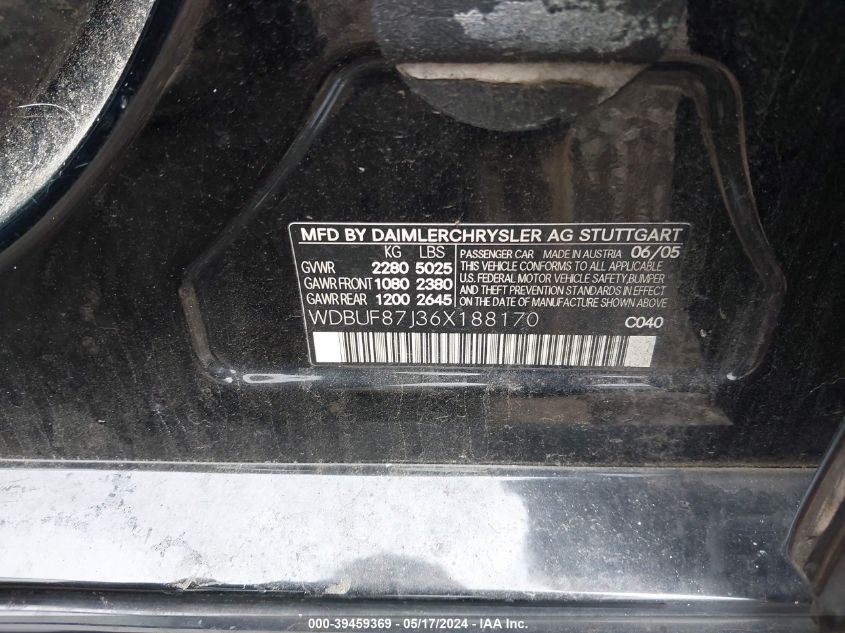 MFD BY DAIMLERCHRYSLER AG STUTTGART
KG LBS
GVWR 2280 5025
GAWR FRONT 1080 2380
GAWR REAR 1200 2645
PASSENGER CAR MADE IN AUSTRIA 06/05
THIS VEHICLE CONFORMS TO ALL APPLICABLE
U.S. FEDERAL MOTOR VEHICLE SAFETY,BUMPER
AND THEFT PREVENTION STANDARDS IN EFFECT
ON THE DATE OF MANUFACTURE SHOWN ABOVE
WDBUF87J36X188170 C040
000-39459369 - 05/17/2024 - IAA Inc.